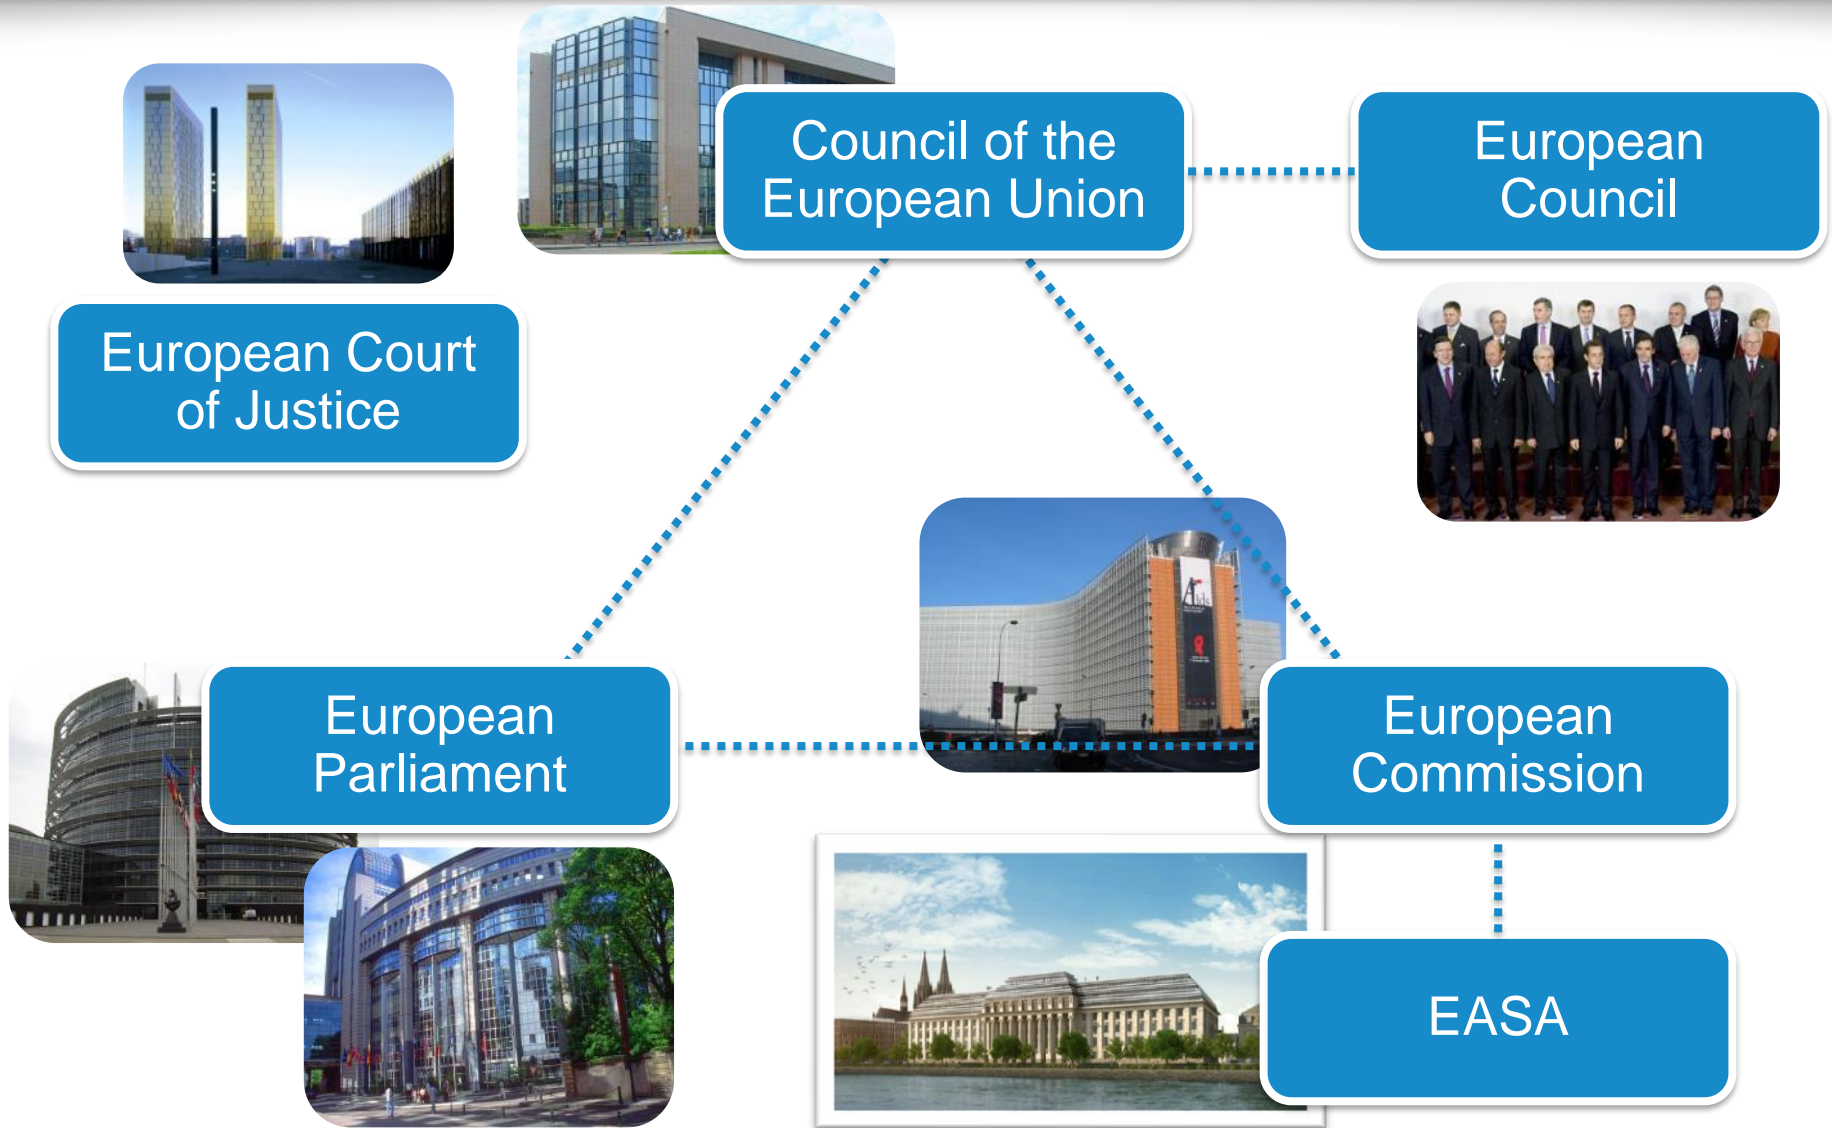 Council of the
European Union
European
Council
European Court
of Justice
European
Parliament
European
Commission
EASA